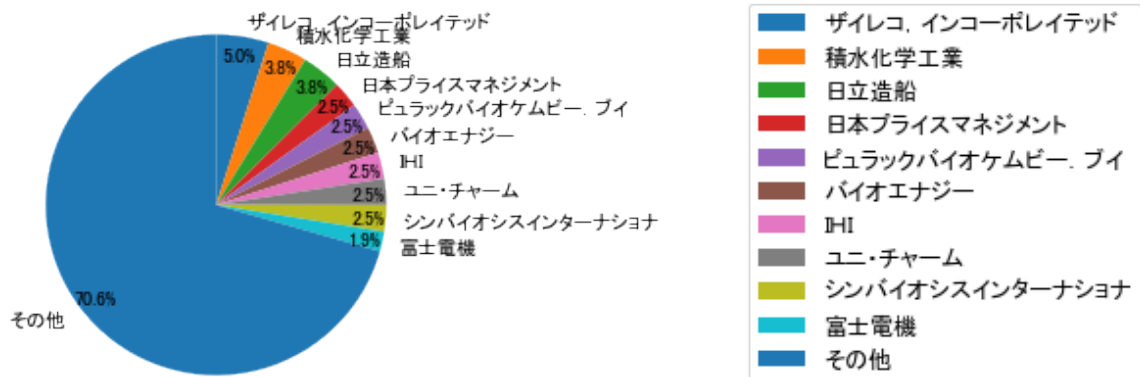 ザイレコ，インコーポレイテッド
積水化学工業
日立造船
日本プライスマネジメント
ピュラックバイオケムビー．ブイ
バイオエナジー
IHI
ユニ・チャーム
シンバイオシスインターナショナ
富士電機
その他
5.0%
3.8%
3.8%
2.5%
2.5%
2.5%
2.5%
2.5%
2.5%
1.9%
70.6%
ザイレコ，インコーポレイテッド
積水化学工業
日立造船
日本プライスマネジメント
ピュラックバイオケムビー．ブイ
バイオエナジー
IHI
ユニ・チャーム
シンバイオシスインターナショナ
富士電機
その他